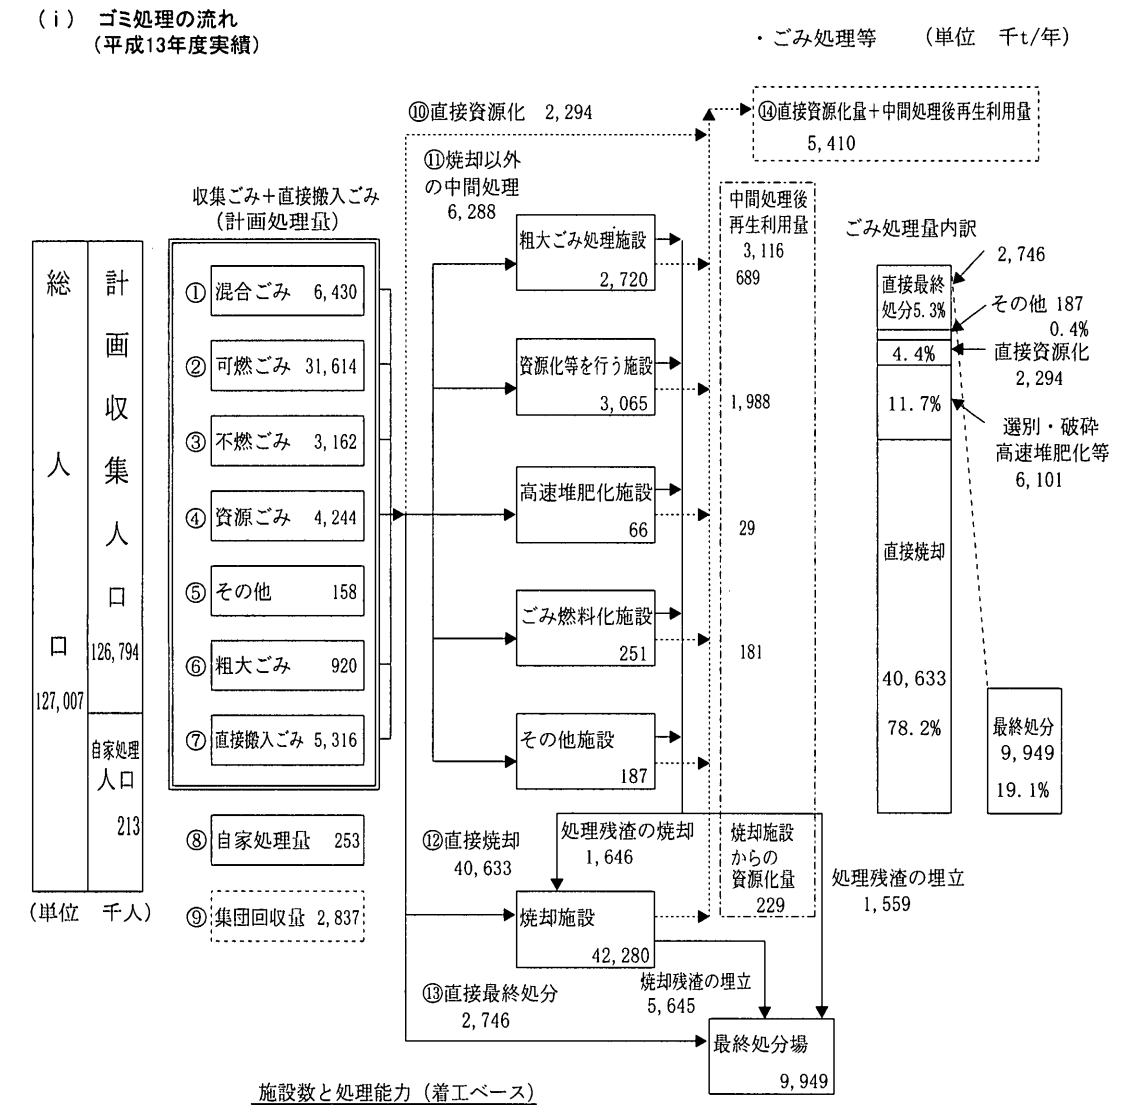 (ⅰ) ゴミ処理の流れ
(平成13年度実績)
・ごみ処理等 (単位 千t/年)
⑩直接資源化 2,294
⑭直接資源化量＋中間処理後再生利用量
5,410
⑪焼却以外
の中間処理
6,288
収集ごみ＋直接搬入ごみ
(計画処理量)
総人口
127,007
計画収集人口
126,794
自家処理
人口
213
(単位 千人)
①混合ごみ 6,430
②可燃ごみ 31,614
③不燃ごみ 3,162
④資源ごみ 4,244
⑤その他 158
⑥粗大ごみ 920
⑦直接搬入ごみ 5,316
⑧自家処理量 253
⑨集団回収量 2,837
粗大ごみ処理施設
2,720
資源化等を行う施設
3,065
高速堆肥化施設
66
ごみ燃料化施設
251
その他施設
187
中間処理後
再生利用量
3,116
689
1,988
29
181
焼却施設
からの
資源化量
229
⑫直接焼却
40,633
処理残渣の焼却
1,646
焼却施設
42,280
処理残渣の埋立
1,559
焼却残渣の埋立
5,645
⑬直接最終処分
2,746
最終処分場
9,949
ごみ処理量内訳
直接最終
処分5.3%
2,746
その他 187
0.4%
4.4%
直接資源化
2,294
11.7%
選別・破砕
高速堆肥化等
6,101
直接焼却
40,633
78.2%
最終処分
9,949
19.1%
施設数と処理能力（着工ベース）